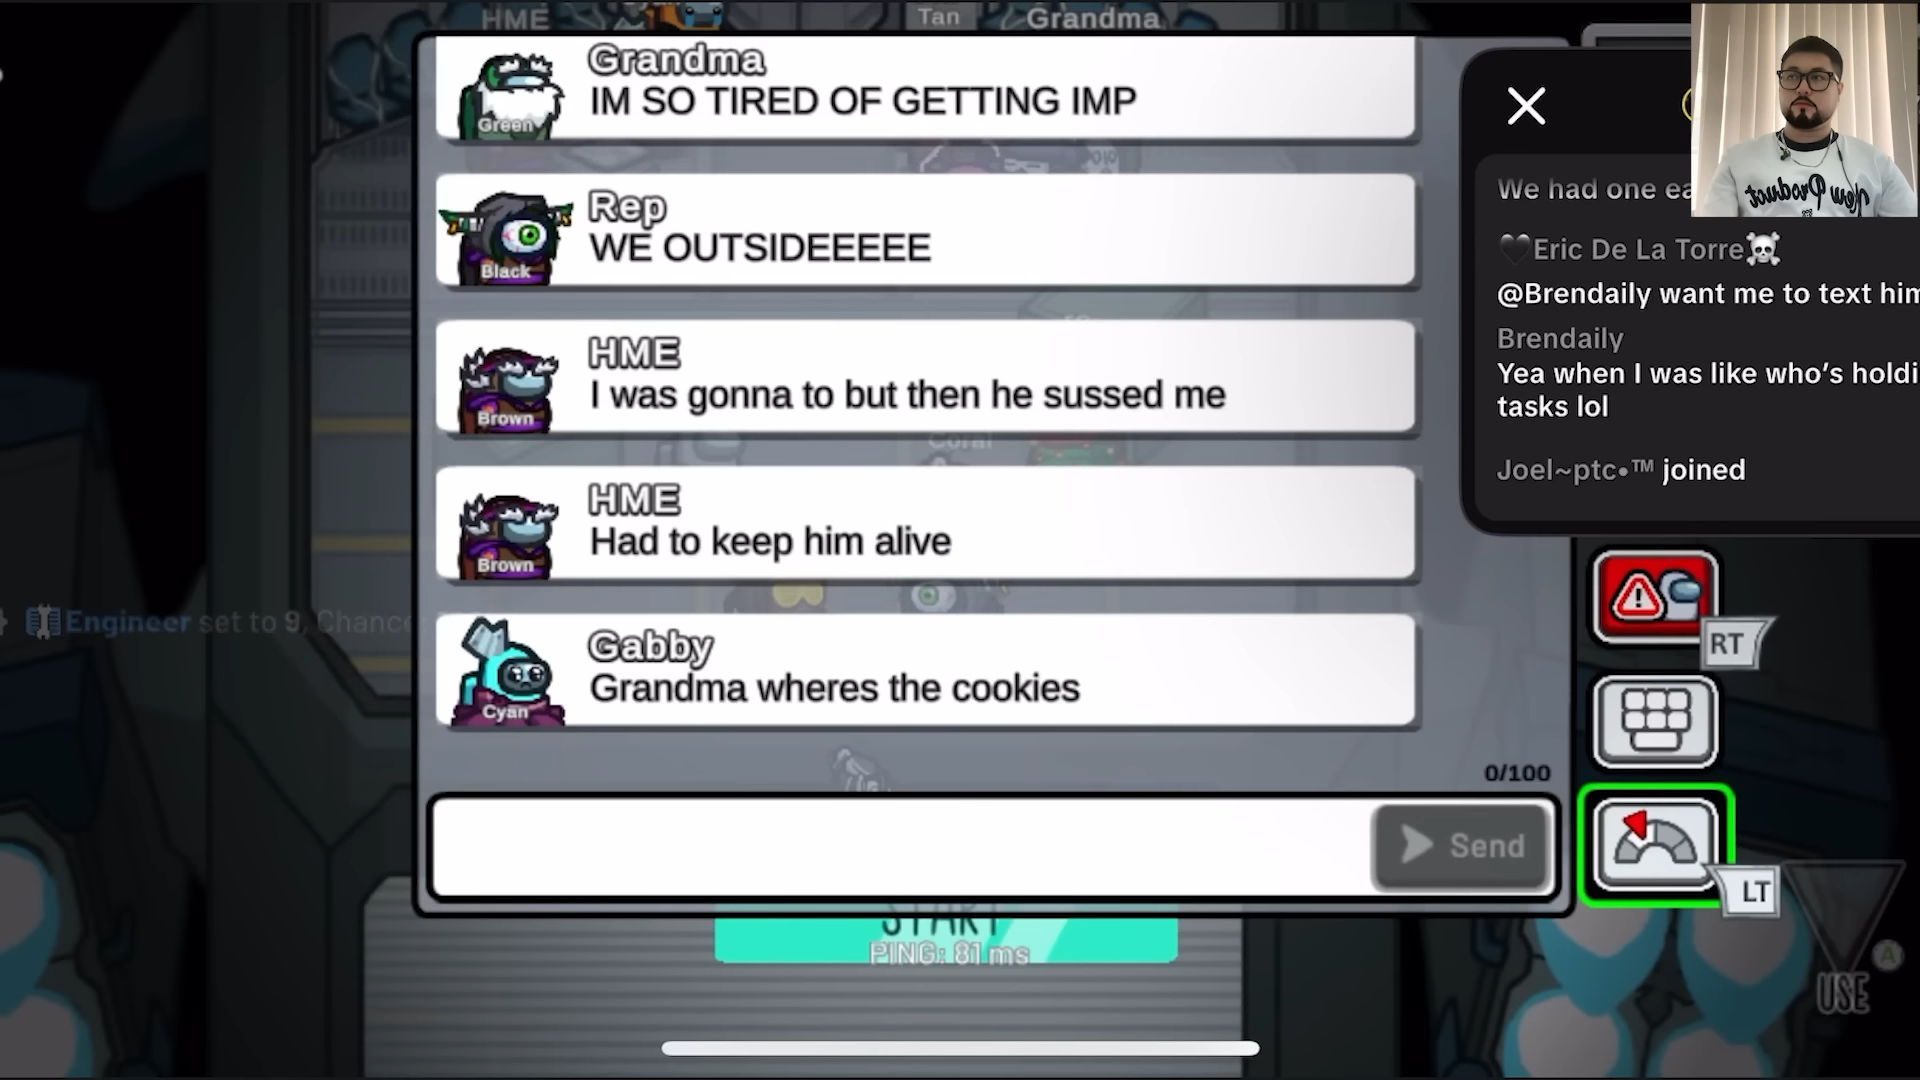 HME
Tan
Grandma
Grandma
IM SO TIRED OF GETTING IMP
Green
Rep
WE OUTSIDEEEEE
Black
HME
I was gonna to but then he sussed me
Brown
Coral
HME
Had to keep him alive
Brown
Engineer set to 9, Chance
Gabby
Grandma wheres the cookies
Cyan
0/100
Send
START
PING: 81 ms
We had one ea
🖤Eric De La Torre☠️
@Brendaily want me to text him
Brendaily
Yea when I was like who's holdi
tasks lol
Joel~ptc•™ joined
New Product
RT
LT
A
USE